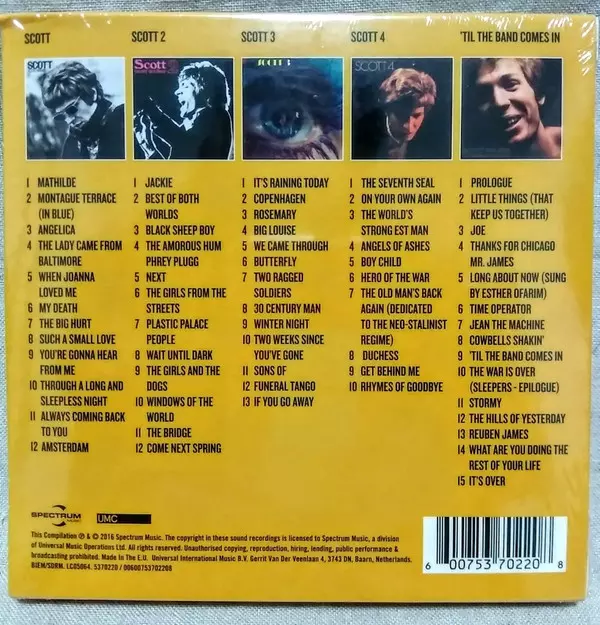 SCOTT
SCOTT
1 MATHILDE
2 MONTAGUE TERRACE
(IN BLUE)
3 ANGELICA
4 THE LADY CAME FROM
BALTIMORE
5 WHEN JOANNA
LOVED ME
6 MY DEATH
7 THE BIG HURT
8 SUCH A SMALL LOVE
9 YOU'RE GONNA HEAR
FROM ME
10 THROUGH A LONG AND
SLEEPLESS NIGHT
11 ALWAYS COMING BACK
TO YOU
12 AMSTERDAM
SCOTT 2
Scott 2
1 JACKIE
2 BEST OF BOTH
WORLDS
3 BLACK SHEEP BOY
4 THE AMOROUS HUM
PHREY PLUGG
5 NEXT
6 THE GIRLS FROM THE
STREETS
7 PLASTIC PALACE
PEOPLE
8 WAIT UNTIL DARK
9 THE GIRLS AND THE
DOGS
10 WINDOWS OF THE
WORLD
11 THE BRIDGE
12 COME NEXT SPRING
SCOTT 3
SCOTT 3
1 IT'S RAINING TODAY
2 COPENHAGEN
3 ROSEMARY
4 BIG LOUISE
5 WE CAME THROUGH
6 BUTTERFLY
7 TWO RAGGED
SOLDIERS
8 30 CENTURY MAN
9 WINTER NIGHT
10 TWO WEEKS SINCE
YOU'VE GONE
11 SONS OF
12 FUNERAL TANGO
13 IF YOU GO AWAY
SCOTT 4
SCOTT 4
1 THE SEVENTH SEAL
2 ON YOUR OWN AGAIN
3 THE WORLD'S
STRONG EST MAN
4 ANGELS OF ASHES
5 BOY CHILD
6 HERO OF THE WAR
7 THE OLD MAN'S BACK
AGAIN (DEDICATED
TO THE NEO-STALINIST
REGIME)
8 DUCHESS
9 GET BEHIND ME
10 RHYMES OF GOODBYE
'TIL THE BAND COMES IN
1 PROLOGUE
2 LITTLE THINGS (THAT
KEEP US TOGETHER)
3 JOE
4 THANKS FOR CHICAGO
MR. JAMES
5 LONG ABOUT NOW (SUNG
BY ESTHER OFARIM)
6 TIME OPERATOR
7 JEAN THE MACHINE
8 COWBELLS SHAKIN'
9 'TIL THE BAND COMES IN
10 THE WAR IS OVER
(SLEEPERS - EPILOGUE)
11 STORMY
12 THE HILLS OF YESTERDAY
13 REUBEN JAMES
14 WHAT ARE YOU DOING THE
REST OF YOUR LIFE
15 IT'S OVER
SPECTRUM
MUSIC
UMC
This Compilation ℗ & © 2016 Spectrum Music. The copyright in these sound recordings is licensed to Spectrum Music, a division
of Universal Music Operations Ltd. All rights reserved. Unauthorised copying, reproduction, hiring, lending, public performance &
broadcasting prohibited. Made In The E.U. Universal International Music B.V, Gerrit Van Der Veenlaan 4, 3743 DN, Baarn, Netherlands.
BIEM/SDRM. LC05064. 5370220 / 00600753702208
6 00753 70220 8